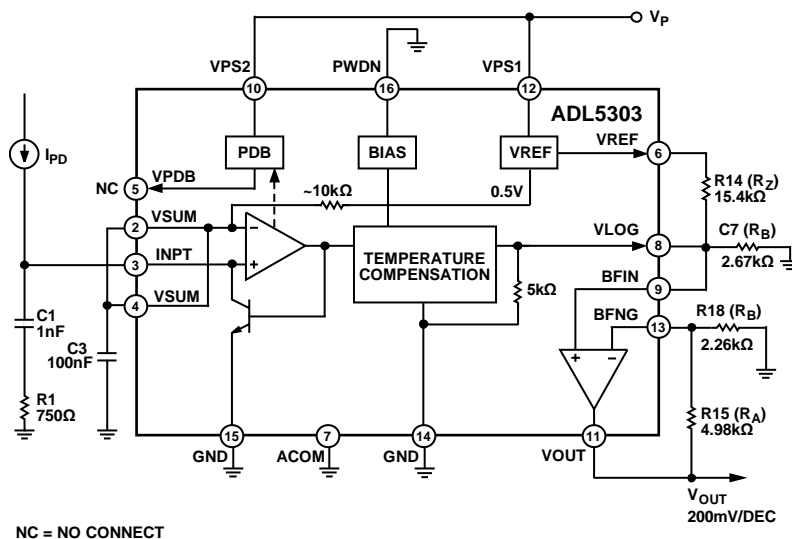 VP
VPS2
PWDN
VPS1
10
16
12
ADL5303
IPD
PDB
BIAS
VREF
VREF
6
R14 (RZ)
15.4kΩ
NC
5
VPDB
~10kΩ
0.5V
2
VSUM
VLOG
8
C7 (RB)
2.67kΩ
3
INPT
TEMPERATURE
COMPENSATION
5kΩ
BFIN
9
4
VSUM
BFNG
13
R18 (RB)
2.26kΩ
C1
1nF
C3
100nF
R1
750Ω
R15 (RA)
4.98kΩ
15
7
14
11
GND
ACOM
GND
VOUT
VOUT
200mV/DEC
NC = NO CONNECT